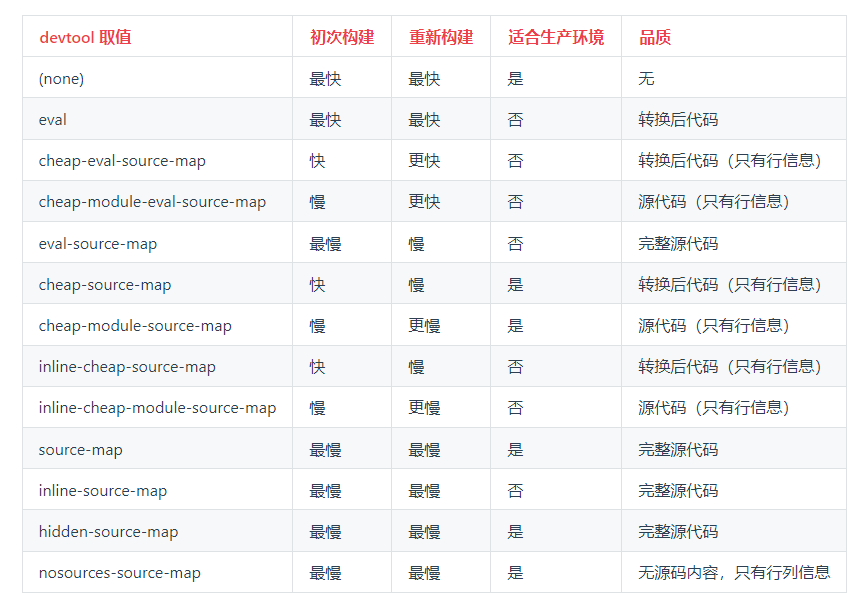 devtool 取值 初次构建 重新构建 适合生产环境 品质
(none) 最快 最快 是 无
eval 最快 最快 否 转换后代码
cheap-eval-source-map 快 更快 否 转换后代码（只有行信息）
cheap-module-eval-source-map 慢 更快 否 源代码（只有行信息）
eval-source-map 最慢 慢 否 完整源代码
cheap-source-map 快 慢 是 转换后代码（只有行信息）
cheap-module-source-map 慢 更慢 是 源代码（只有行信息）
inline-cheap-source-map 快 慢 否 转换后代码（只有行信息）
inline-cheap-module-source-map 慢 更慢 否 源代码（只有行信息）
source-map 最慢 最慢 是 完整源代码
inline-source-map 最慢 最慢 否 完整源代码
hidden-source-map 最慢 最慢 是 完整源代码
nosources-source-map 最慢 最慢 是 无源码内容，只有行列信息